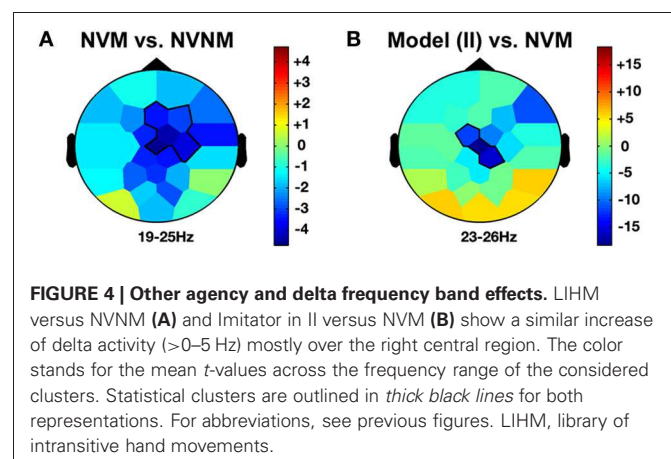 A NVM vs. NVNM
B Model (II) vs. NVM
+4
+3
+2
+1
0
-1
-2
-3
-4
+15
+10
+5
0
-5
-10
-15
19-25Hz
23-26Hz
FIGURE 4 | Other agency and delta frequency band effects. LIHM
versus NVNM (A) and Imitator in II versus NVM (B) show a similar increase
of delta activity (>0–5 Hz) mostly over the right central region. The color
stands for the mean t-values across the frequency range of the considered
clusters. Statistical clusters are outlined in thick black lines for both
representations. For abbreviations, see previous figures. LIHM, library of
intransitive hand movements.